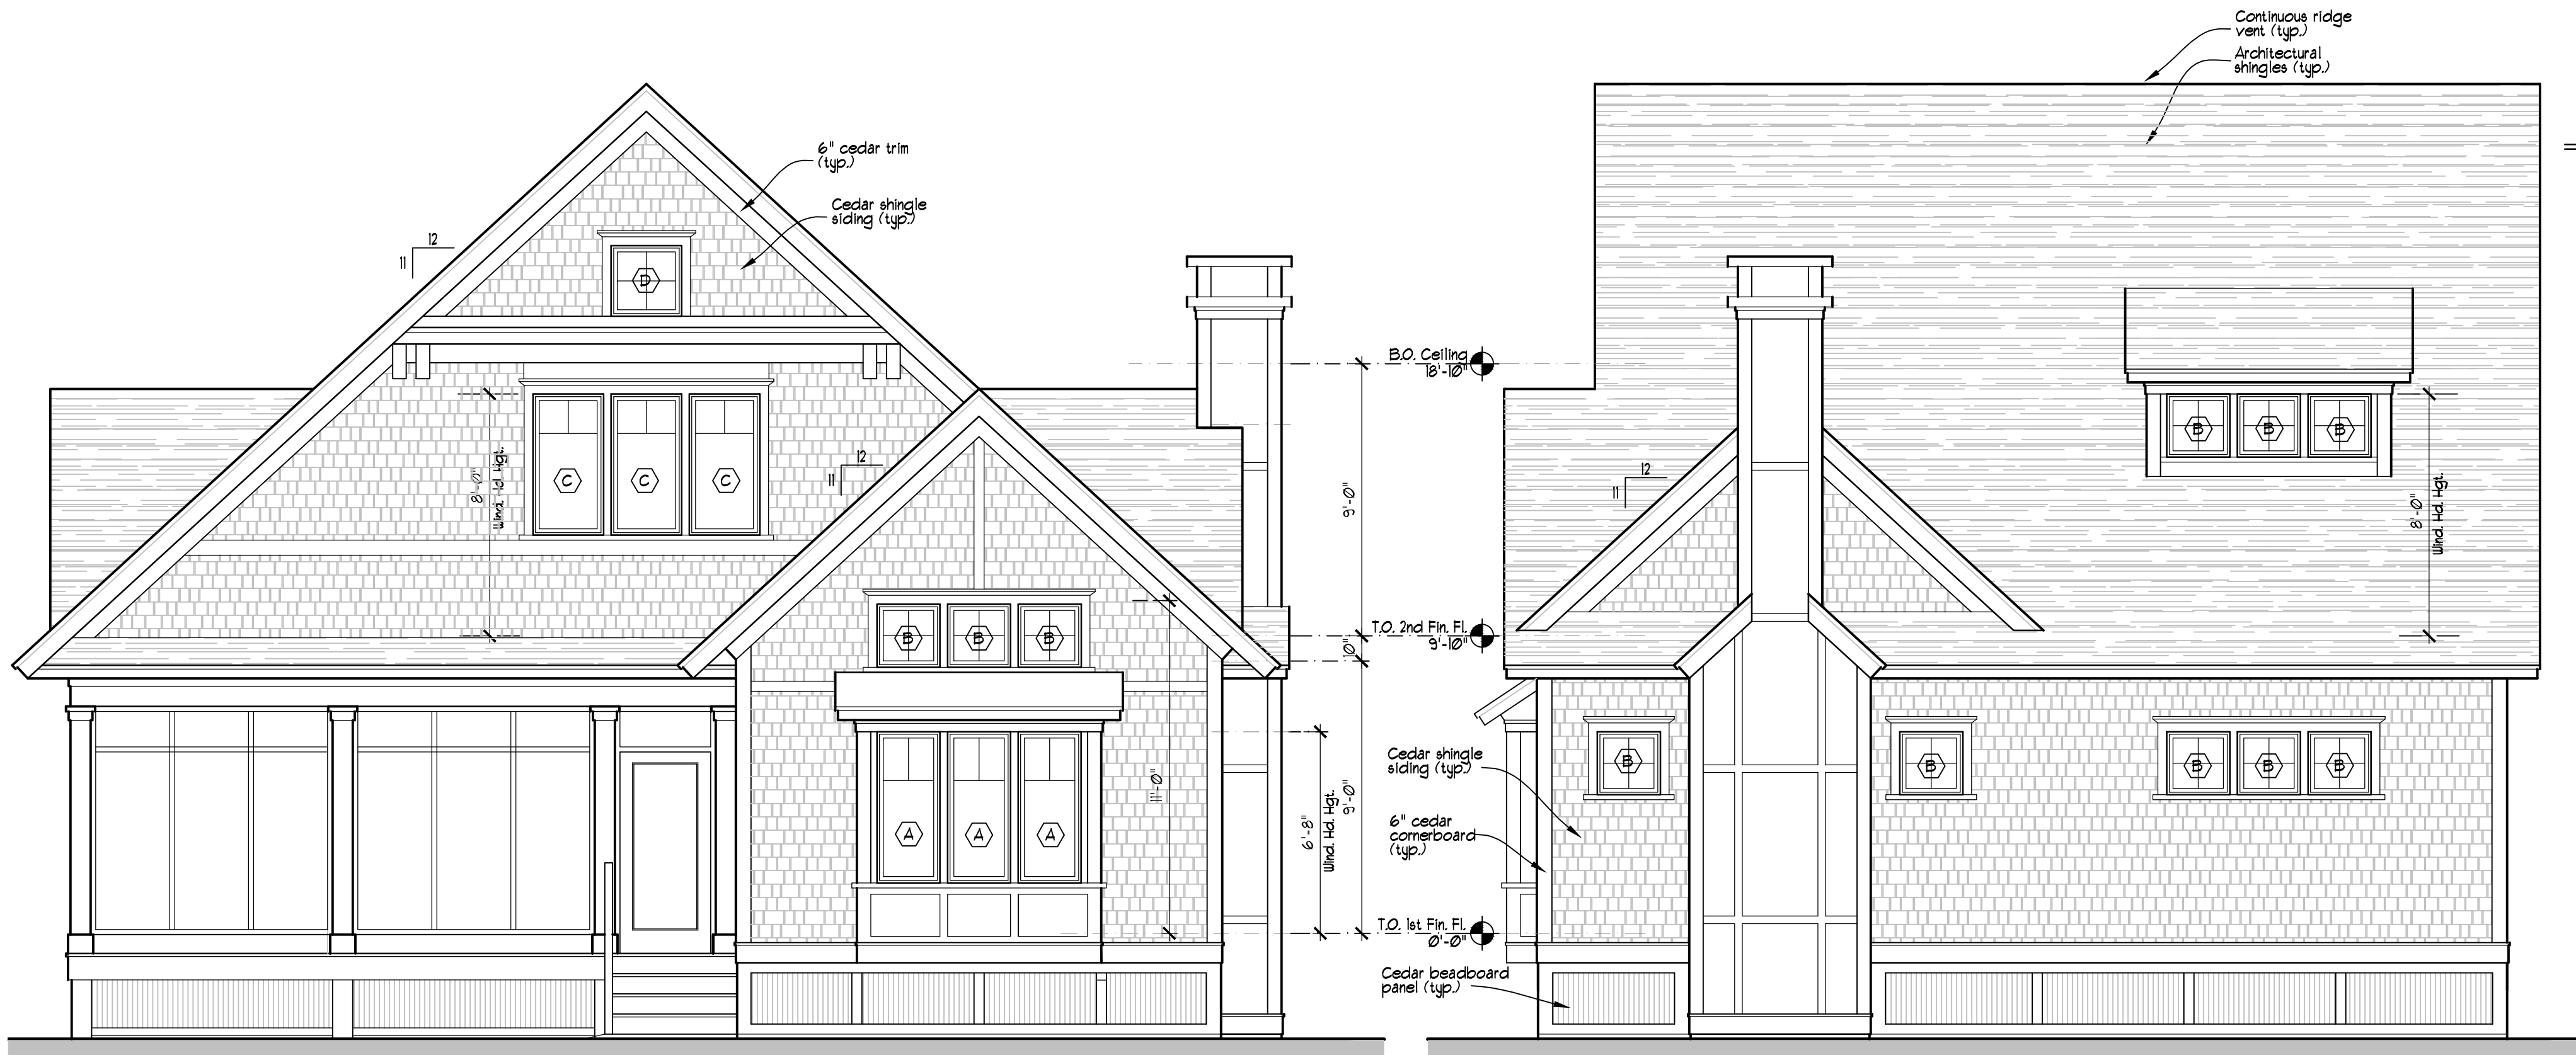 Continuous ridge
vent (typ.)
Architectural
shingles (typ.)
6" cedar trim
(typ.)
Cedar shingle
siding (typ.)
12
11
D
B.O. Ceiling
18'-10"
C
C
C
8'-0"
Wind. Hd. Hgt.
12
11
9'-0"
12
11
B
B
B
8'-0"
Wind. Hd. Hgt.
B
B
B
T.O. 2nd Fin. Fl.
9'-10"
10"
11'-0"
A
A
A
6'-8"
Wind. Hd. Hgt.
9'-0"
Cedar shingle
siding (typ.)
B
B
B
B
B
6" cedar
cornerboard
(typ.)
T.O. 1st Fin. Fl.
0'-0"
Cedar beadboard
panel (typ.)